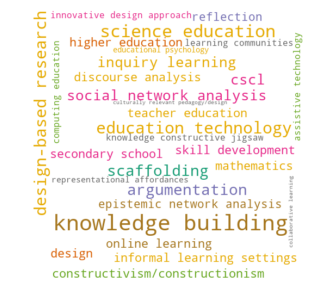 innovative design approach
reflection
science education
higher education
learning communities
educational psychology
inquiry learning
discourse analysis
cscl
social network analysis
culturally relevant pedagogy/design
teacher education
education technology
knowledge constructive jigsaw
secondary school
skill development
scaffolding
mathematics
representational affordances
argumentation
epistemic network analysis
knowledge building
online learning
design
informal learning settings
constructivism/constructionism
design-based research
computing education
assistive technology
collaborative learning